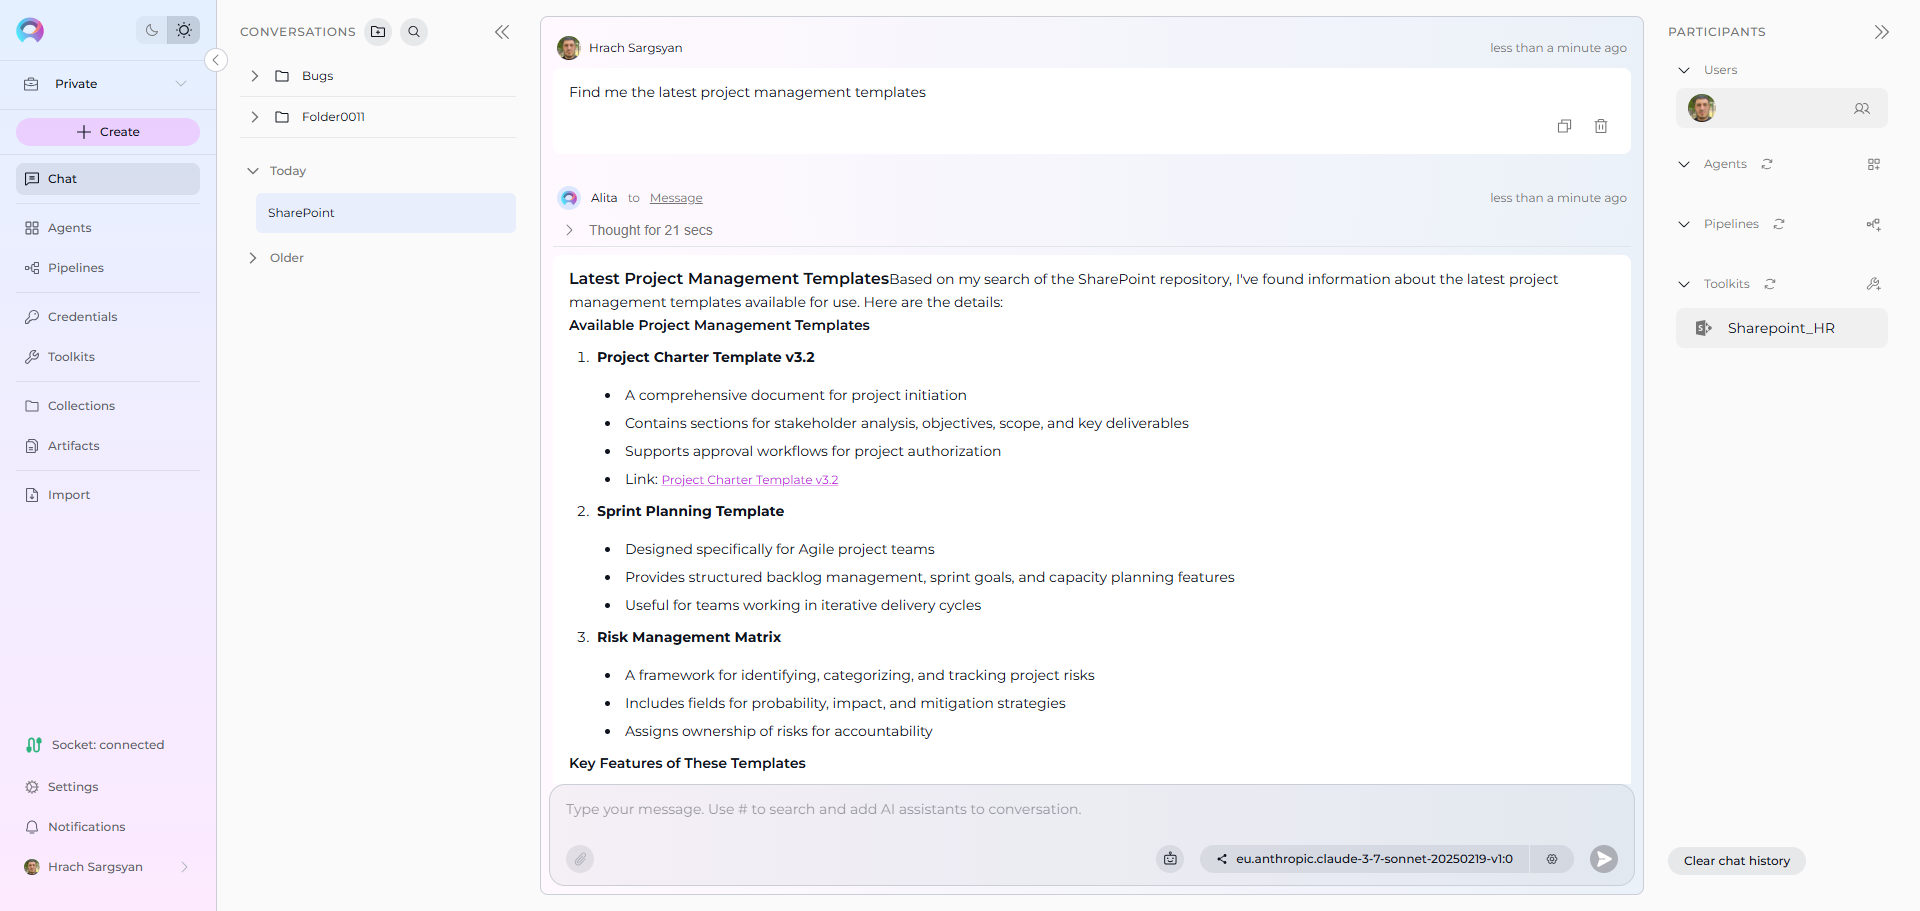 Private
Create
Chat
Agents
Pipelines
Credentials
Toolkits
Collections
Artifacts
Import
Socket: connected
Settings
Notifications
Hrach Sargsyan
CONVERSATIONS
Bugs
Folder0011
Today
SharePoint
Older
Hrach Sargsyan
less than a minute ago
Find me the latest project management templates
Alita to Message
less than a minute ago
Thought for 21 secs
Latest Project Management TemplatesBased on my search of the SharePoint repository, I've found information about the latest project
management templates available for use. Here are the details:
Available Project Management Templates
1. Project Charter Template v3.2
• A comprehensive document for project initiation
• Contains sections for stakeholder analysis, objectives, scope, and key deliverables
• Supports approval workflows for project authorization
• Link: Project Charter Template v3.2
2. Sprint Planning Template
• Designed specifically for Agile project teams
• Provides structured backlog management, sprint goals, and capacity planning features
• Useful for teams working in iterative delivery cycles
3. Risk Management Matrix
• A framework for identifying, categorizing, and tracking project risks
• Includes fields for probability, impact, and mitigation strategies
• Assigns ownership of risks for accountability
Key Features of These Templates
Type your message. Use # to search and add AI assistants to conversation.
eu.anthropic.claude-3-7-sonnet-20250219-v1:0
PARTICIPANTS
Users
Agents
Pipelines
Toolkits
Sharepoint_HR
Clear chat history